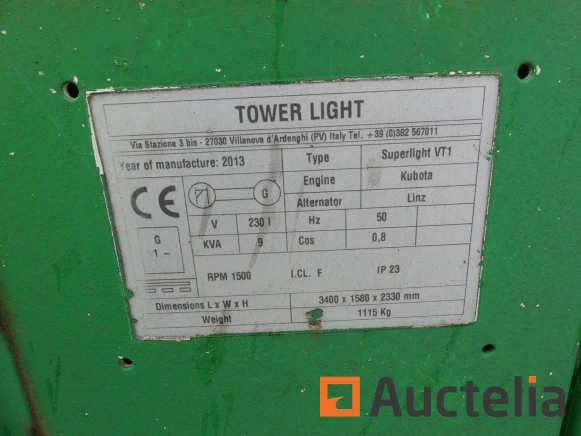 TOWER LIGHT
Via Stazione 3 bis - 27030 Villanova d'Ardenghi (PV) Italy Tel. +39 (0)382 567011
Year of manufacture: 2013 Type Superlight VT1
Engine Kubota
CE G Alternator Linz
V 230 I Hz 50
G KVA 9 Cos 0,8
1 ~
RPM 1500 I.CL. F IP 23
Dimensions L x W x H 3400 x 1580 x 2330 mm
Weight 1115 Kg
Auctelia